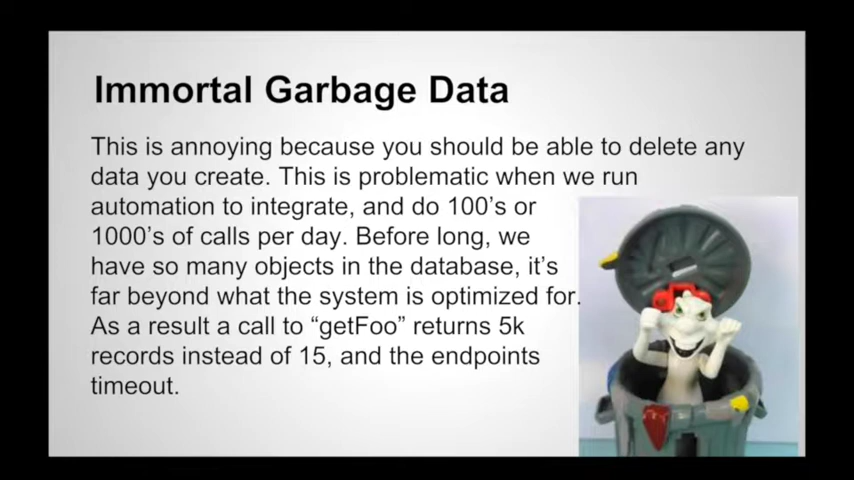 Immortal Garbage Data
This is annoying because you should be able to delete any
data you create. This is problematic when we run
automation to integrate, and do 100's or
1000's of calls per day. Before long, we
have so many objects in the database, it's
far beyond what the system is optimized for.
As a result a call to “getFoo” returns 5k
records instead of 15, and the endpoints
timeout.